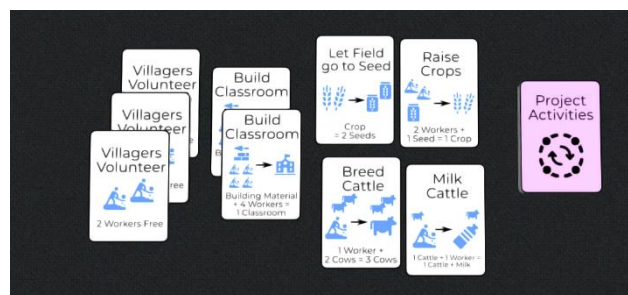 Villagers
Volunteer
Villagers
Volunteer
Villagers
Volunteer
2 Workers Free
Build
Classroom
Build
Classroom
Building Material
+ 4 Workers =
1 Classroom
Let Field
go to Seed
Crop
= 2 Seeds
Raise
Crops
2 Workers +
1 Seed = 1 Crop
Breed
Cattle
1 Worker +
2 Cows = 3 Cows
Milk
Cattle
1 Cattle + 1 Worker =
1 Cattle + Milk
Project
Activities